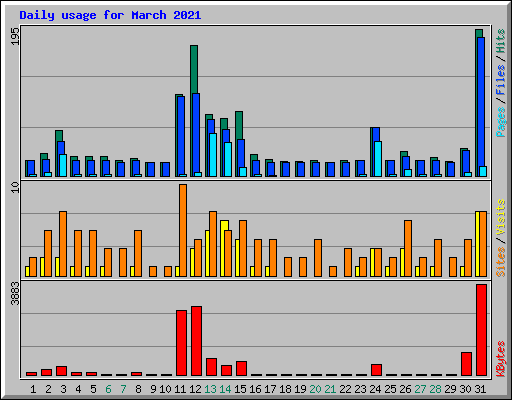 Daily usage for March 2021
195
Pages / Files / Hits
10
Sites / Visits
3883
KBytes
1 2 3 4 5 6 7 8 9 10 11 12 13 14 15 16 17 18 19 20 21 22 23 24 25 26 27 28 29 30 31